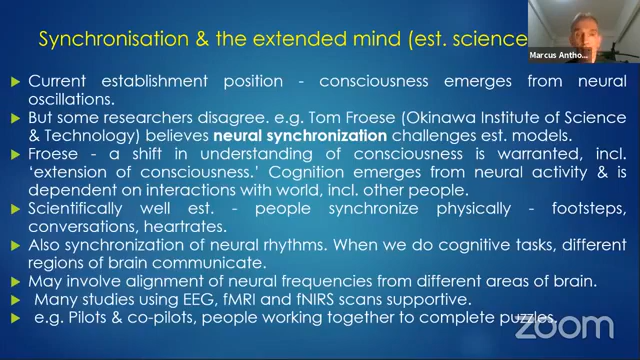 Synchronisation & the extended mind (est. science
Marcus Antho...
Current establishment position - consciousness emerges from neural
oscillations.
But some researchers disagree. e.g. Tom Froese (Okinawa Institute of Science
& Technology) believes neural synchronization challenges est. models.
Froese - a shift in understanding of consciousness is warranted, incl.
‘extension of consciousness.’ Cognition emerges from neural activity & is
dependent on interactions with world, incl. other people.
Scientifically well est. - people synchronize physically - footsteps,
conversations, heartrates.
Also synchronization of neural rhythms. When we do cognitive tasks, different
regions of brain communicate.
May involve alignment of neural frequencies from different areas of brain.
Many studies using EEG, fMRI and fNIRS scans supportive.
e.g. Pilots & co-pilots, people working together to complete puzzles.
zoom